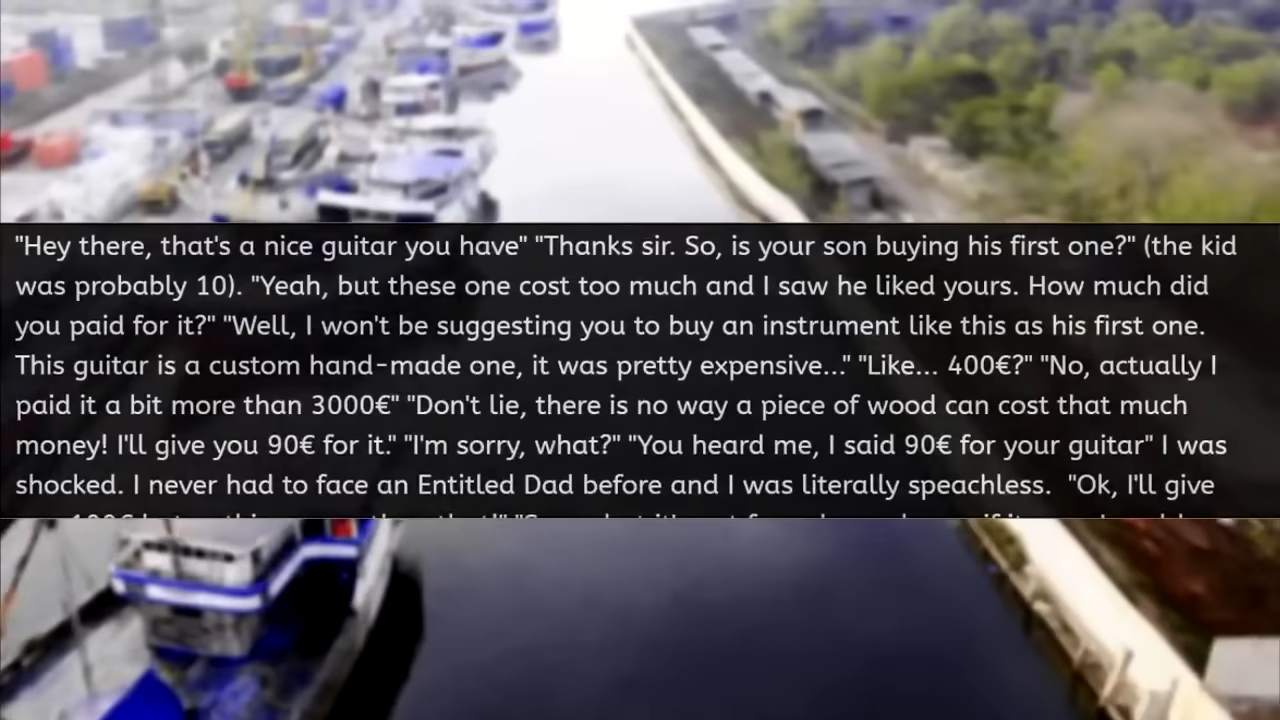 "Hey there, that's a nice guitar you have" "Thanks sir. So, is your son buying his first one?" (the kid
was probably 10). "Yeah, but these one cost too much and I saw he liked yours. How much did
you paid for it?" "Well, I won't be suggesting you to buy an instrument like this as his first one.
This guitar is a custom hand-made one, it was pretty expensive..." "Like... 400€?" "No, actually I
paid it a bit more than 3000€" "Don't lie, there is no way a piece of wood can cost that much
money! I'll give you 90€ for it." "I'm sorry, what?" "You heard me, I said 90€ for your guitar" I was
shocked. I never had to face an Entitled Dad before and I was literally speachless.  "Ok, I'll give